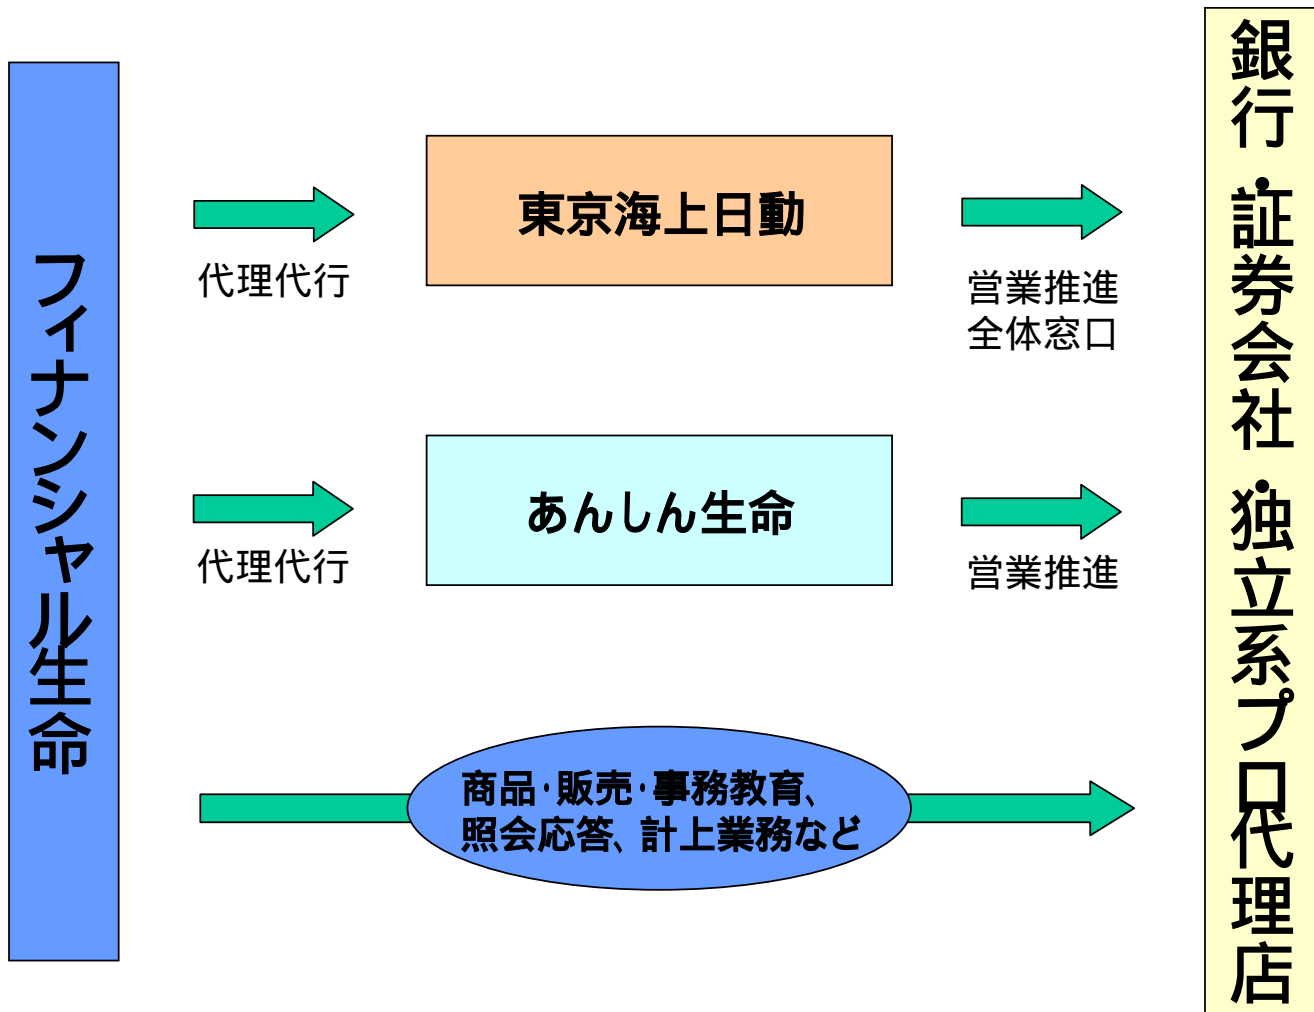 フィナンシャル生命
代理代行
東京海上日動
営業推進
全体窓口
代理代行
あんしん生命
営業推進
商品・販売・事務教育、
照会応答、計上業務など
銀行・証券会社・独立系プロ代理店